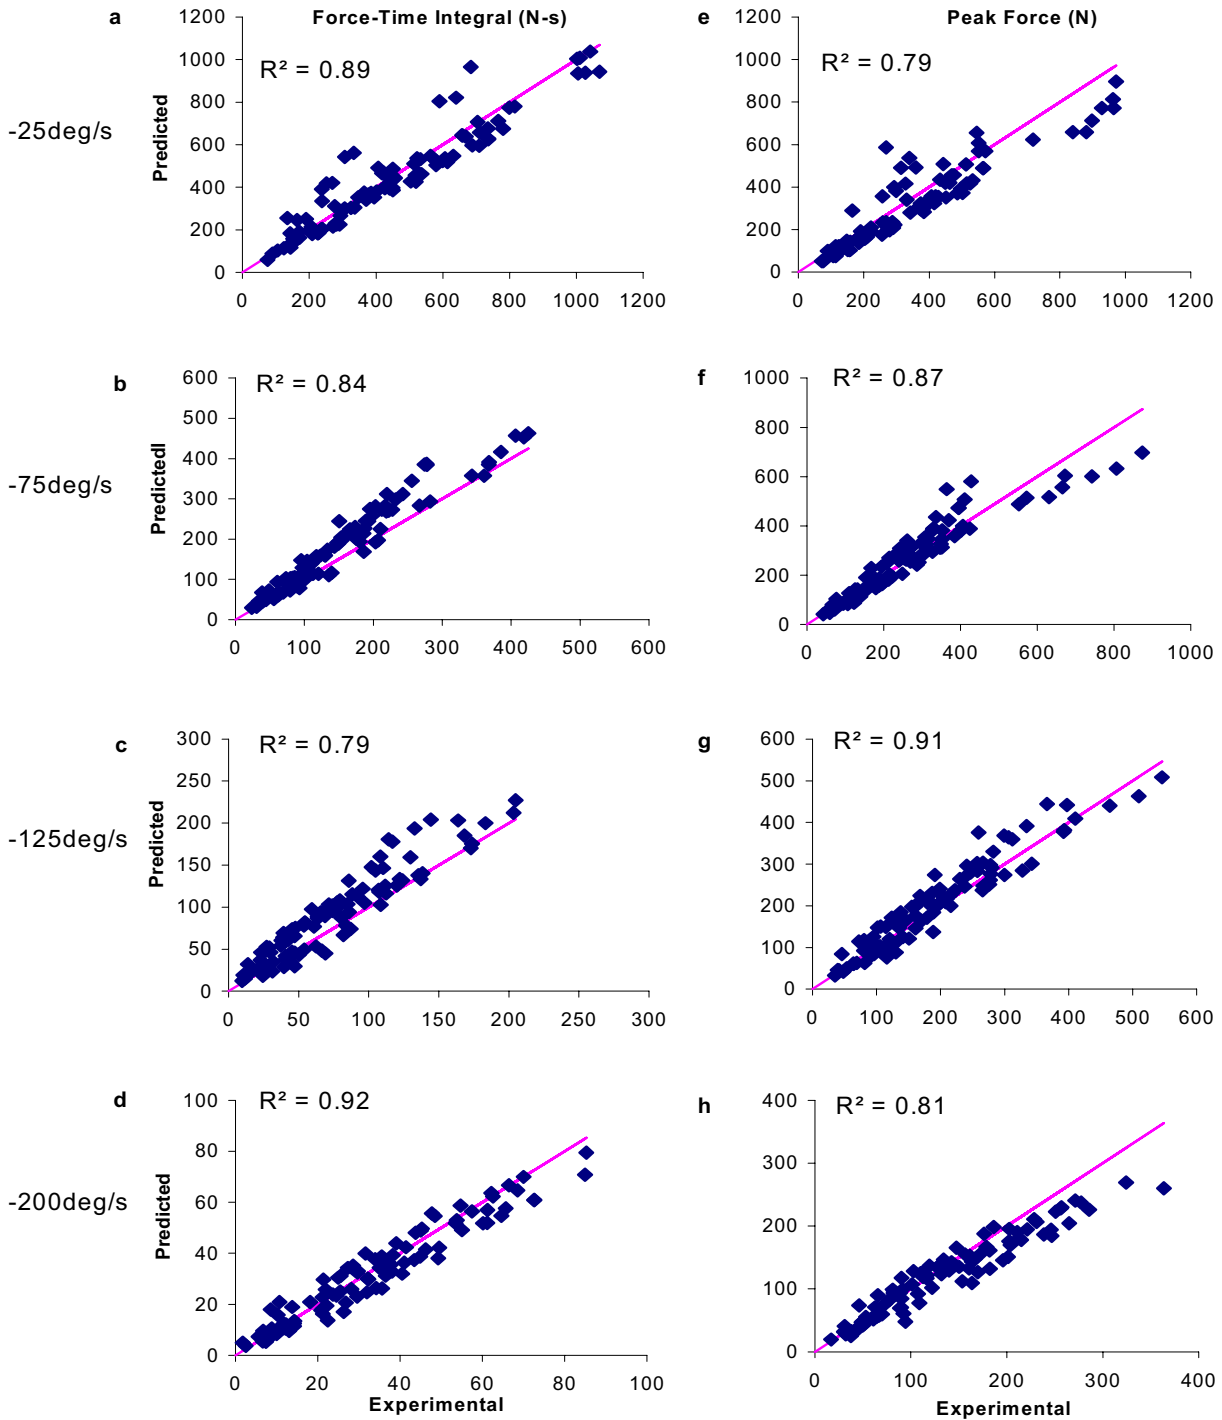 a Force-Time Integral (N-s)
R² = 0.89
-25deg/s
Predicted
1200
1000
800
600
400
200
0
0 200 400 600 800 1000 1200
e Peak Force (N)
R² = 0.79
1200
1000
800
600
400
200
0
0 200 400 600 800 1000 1200
b
R² = 0.84
-75deg/s
Predictedl
600
500
400
300
200
100
0
0 100 200 300 400 500 600
f
R² = 0.87
1000
800
600
400
200
0
0 200 400 600 800 1000
c
R² = 0.79
-125deg/s
Predicted
300
250
200
150
100
50
0
0 50 100 150 200 250 300
g
R² = 0.91
600
500
400
300
200
100
0
0 100 200 300 400 500 600
d
R² = 0.92
-200deg/s
Predicted
100
80
60
40
20
0
0 20 40 60 80 100
Experimental
h
R² = 0.81
400
300
200
100
0
0 100 200 300 400
Experimental